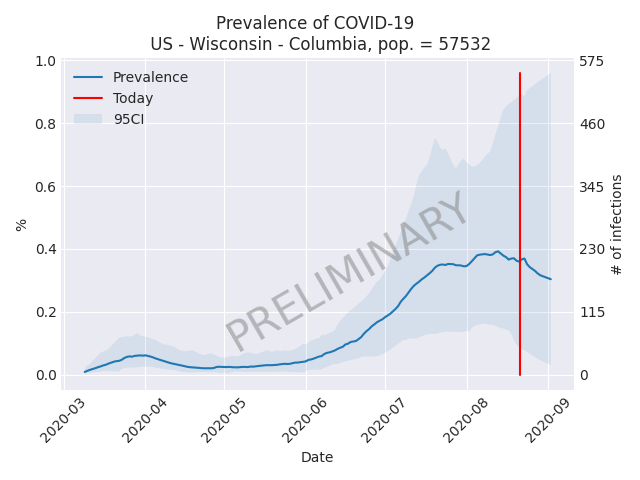 Prevalence of COVID-19
US - Wisconsin - Columbia, pop. = 57532
Prevalence
Today
95CI
PRELIMINARY
%
1.0
0.8
0.6
0.4
0.2
0.0
575
460
345
230
115
0
# of infections
2020-03
2020-04
2020-05
2020-06
2020-07
2020-08
2020-09
Date